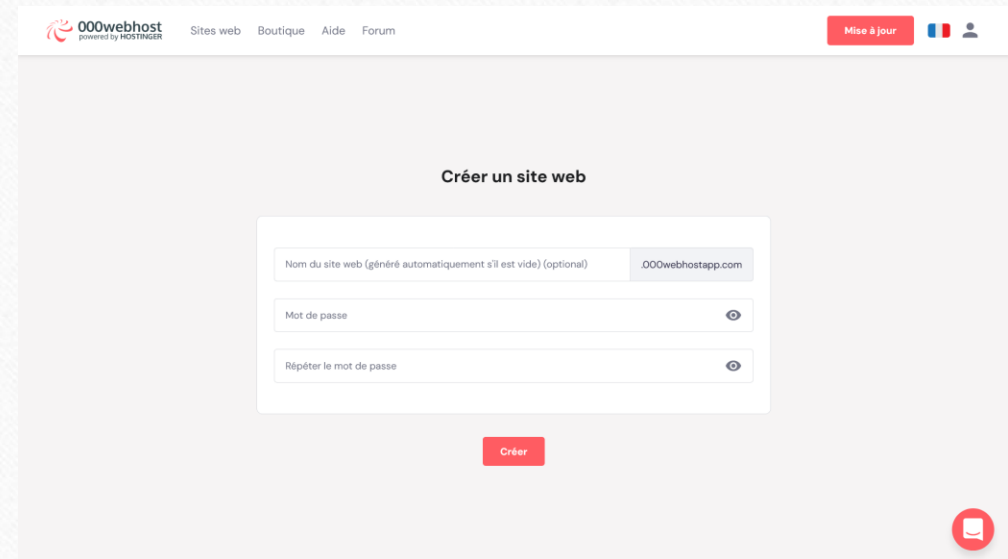 000webhost
powered by HOSTINGER
Sites web Boutique Aide Forum
Mise à jour
Créer un site web
Nom du site web (généré automatiquement s'il est vide) (optional) .000webhostapp.com
Mot de passe
Répéter le mot de passe
Créer